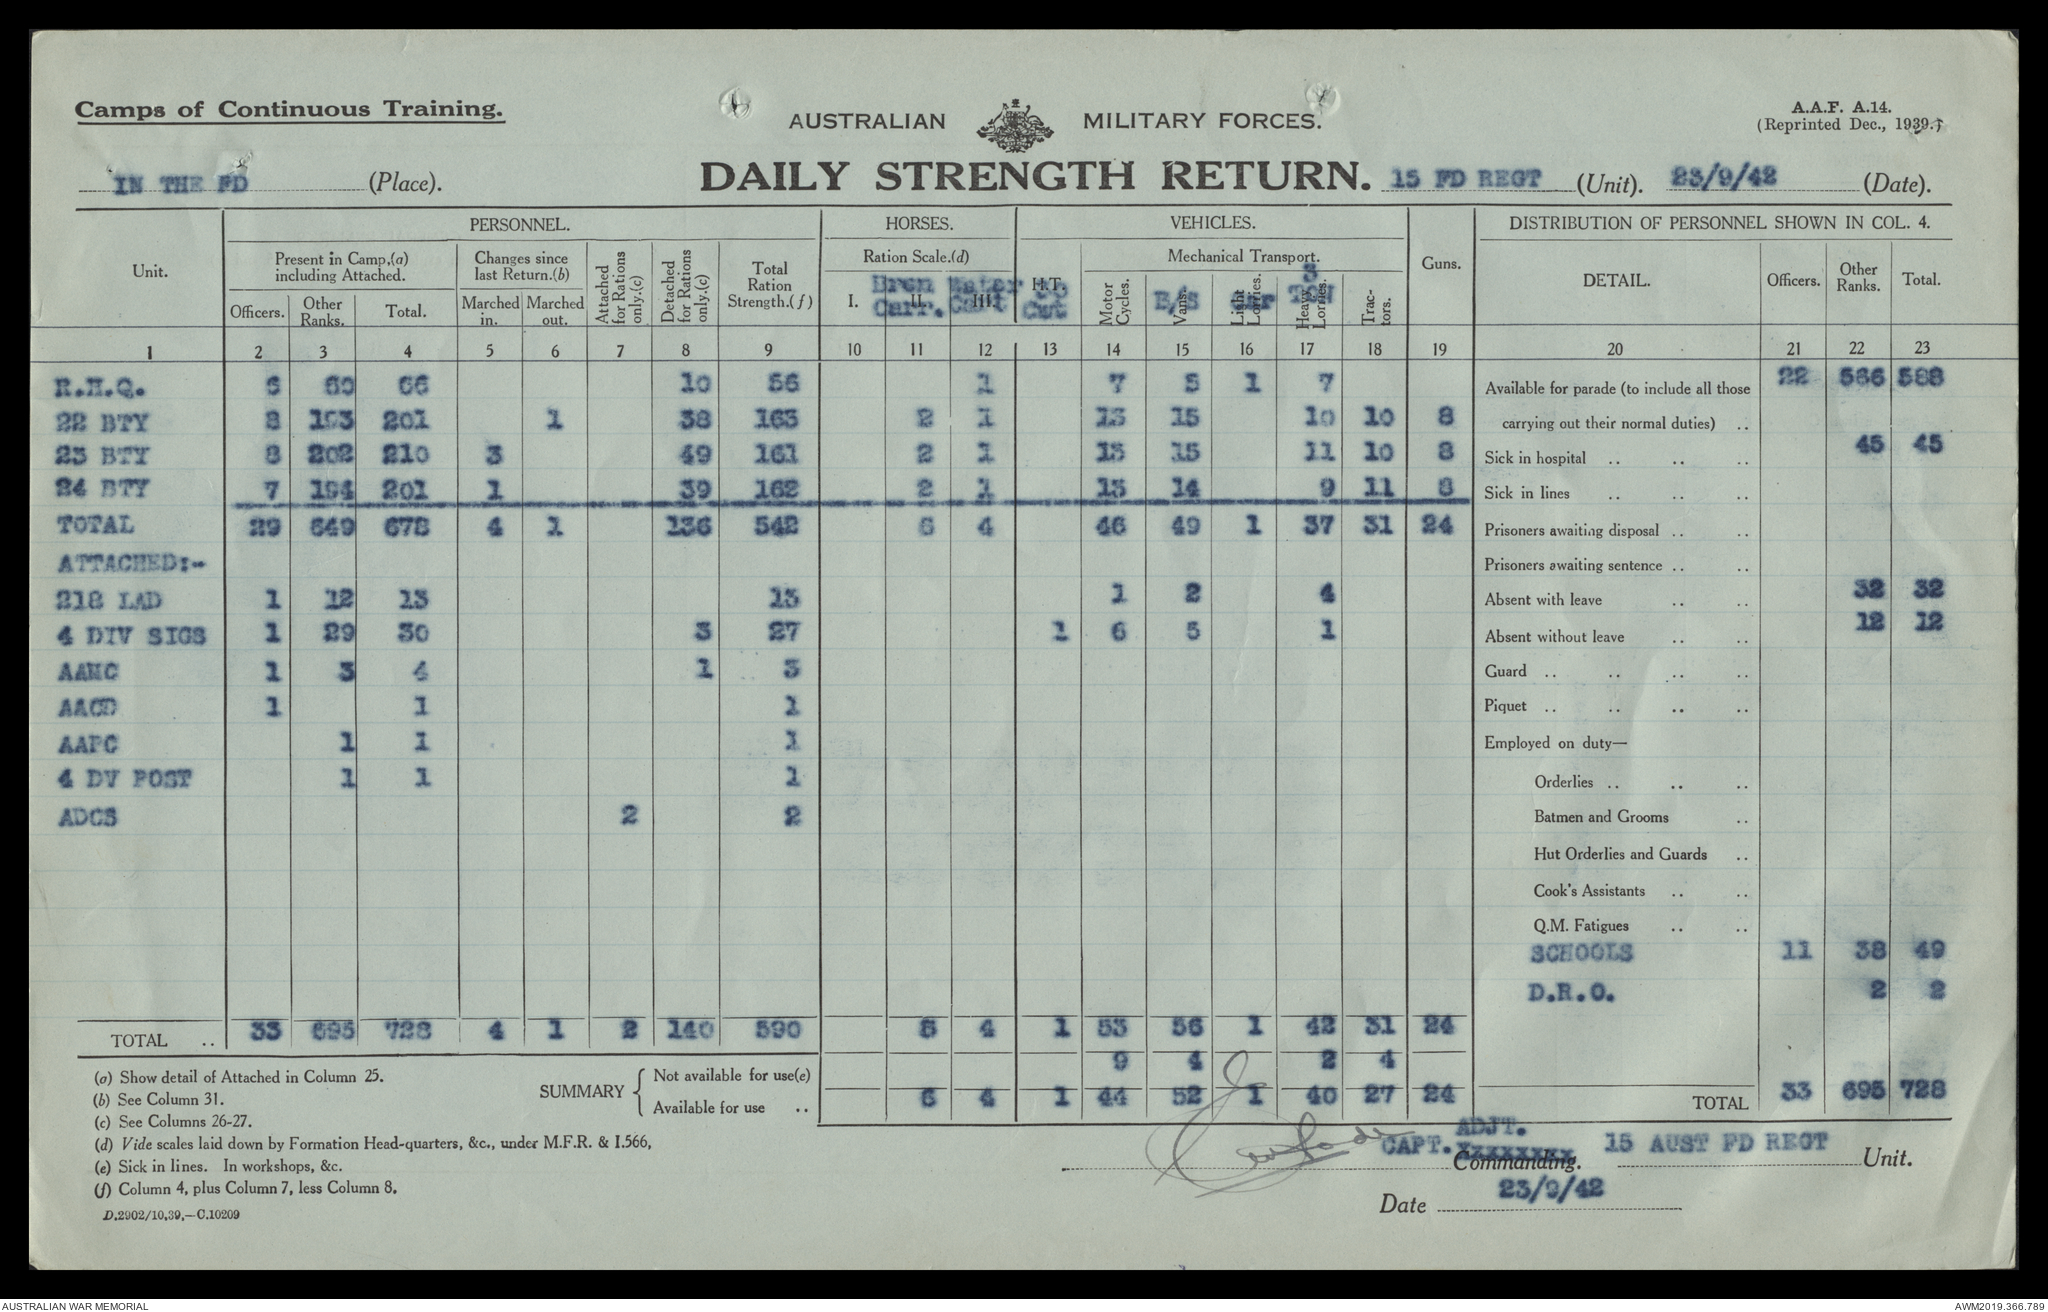 Camps of Continuous Training.
AUSTRALIAN MILITARY FORCES.
A.A.F. A.14.
(Reprinted Dec., 1939.)
IN THE FD (Place).
DAILY STRENGTH RETURN. 15 FD REGT (Unit). 23/9/42 (Date).
PERSONNEL. HORSES. VEHICLES. DISTRIBUTION OF PERSONNEL SHOWN IN COL. 4.
Unit. Present in Camp,(a) including Attached. Changes since last Return.(b) Attached for Rations only.(c) Detached for Rations only.(c) Total Ration Strength.(f) Ration Scale.(d) H.T. Mechanical Transport. Guns. DETAIL. Officers. Other Ranks. Total.
Officers. Other Ranks. Total. Marched in. Marched out. I. II. Bren Carr. III. Water Cart Motor Cycles. Vans. Light Lorries. Heavy Lorries. Tractors.
1 2 3 4 5 6 7 8 9 10 11 12 13 14 15 16 17 18 19 20 21 22 23
R.H.Q. 6 60 66 10 56 1 7 5 1 7
22 BTY 8 193 201 1 38 163 2 1 13 15 10 10 8
23 BTY 8 202 210 3 49 161 2 1 13 15 11 10 8
24 BTY 7 194 201 1 39 162 2 1 13 14 9 11 8
TOTAL 29 649 678 4 1 136 542 6 4 46 49 1 37 31 24
ATTACHED:-
218 LAD 1 12 13 13 1 2 4
4 DIV SIGS 1 29 30 3 27 1 6 5 1
AAMC 1 3 4 1 3
AACD 1 1 1
AAPC 1 1 1
4 DV POST 1 1 1
ADCS 2 2
TOTAL .. 33 695 728 4 1 2 140 590 6 4 1 53 56 1 42 31 24
Available for parade (to include all those 22 566 588
carrying out their normal duties) ..
Sick in hospital .. .. .. 45 45
Sick in lines .. .. ..
Prisoners awaiting disposal .. ..
Prisoners awaiting sentence .. ..
Absent with leave .. .. 32 32
Absent without leave .. .. 12 12
Guard .. .. .. ..
Piquet .. .. .. ..
Employed on duty—
Orderlies .. .. ..
Batmen and Grooms ..
Hut Orderlies and Guards ..
Cook's Assistants .. ..
Q.M. Fatigues .. ..
SCHOOLS 11 38 49
D.R.O. 2 2
TOTAL 33 695 728
SUMMARY
Not available for use(e) 9 4 2 4
Available for use .. 6 4 1 44 52 1 40 27 24
(a) Show detail of Attached in Column 25.
(b) See Column 31.
(c) See Columns 26-27.
(d) Vide scales laid down by Formation Head-quarters, &c., under M.F.R. & I.566,
(e) Sick in lines. In workshops, &c.
(f) Column 4, plus Column 7, less Column 8.
D.2902/10.39.—C.10209
ADJT.
CAPT. Commanding. 15 AUST FD REGT Unit.
Date 23/9/42
AUSTRALIAN WAR MEMORIAL
AWM2019.366.789